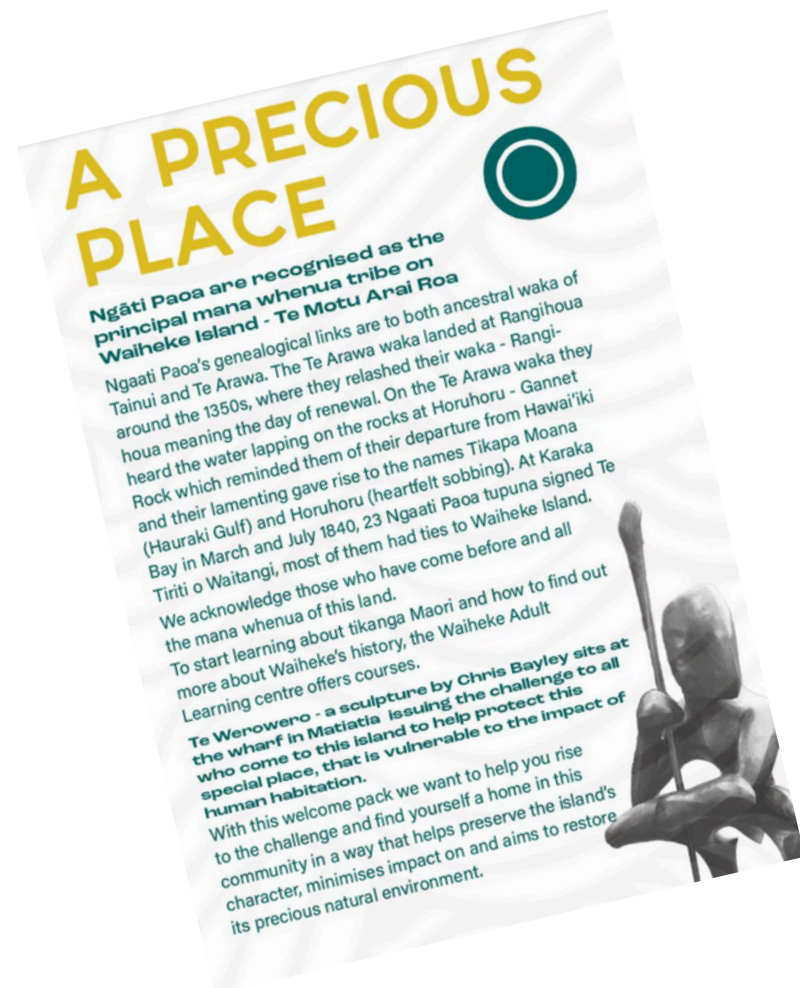 A PRECIOUS
PLACE
Ngāti Paoa are recognised as the
principal mana whenua tribe on
Waiheke Island - Te Motu Arai Roa
Ngaati Paoa's genealogical links are to both ancestral waka of
Tainui and Te Arawa. The Te Arawa waka landed at Rangihoua
around the 1350s, where they relashed their waka - Rangi-
houa meaning the day of renewal. On the Te Arawa waka they
heard the water lapping on the rocks at Horuhoru - Gannet
Rock which reminded them of their departure from Hawai'iki
and their lamenting gave rise to the names Tikapa Moana
(Hauraki Gulf) and Horuhoru (heartfelt sobbing). At Karaka
Bay in March and July 1840, 23 Ngaati Paoa tupuna signed Te
Tiriti o Waitangi, most of them had ties to Waiheke Island.
We acknowledge those who have come before and all
the mana whenua of this land.
To start learning about tikanga Maori and how to find out
more about Waiheke's history, the Waiheke Adult
Learning centre offers courses.
Te Werowero - a sculpture by Chris Bayley sits at
the wharf in Matiatia issuing the challenge to all
who come to this island to help protect this
special place, that is vulnerable to the impact of
human habitation.
With this welcome pack we want to help you rise
to the challenge and find yourself a home in this
community in a way that helps preserve the island's
character, minimises impact on and aims to restore
its precious natural environment.